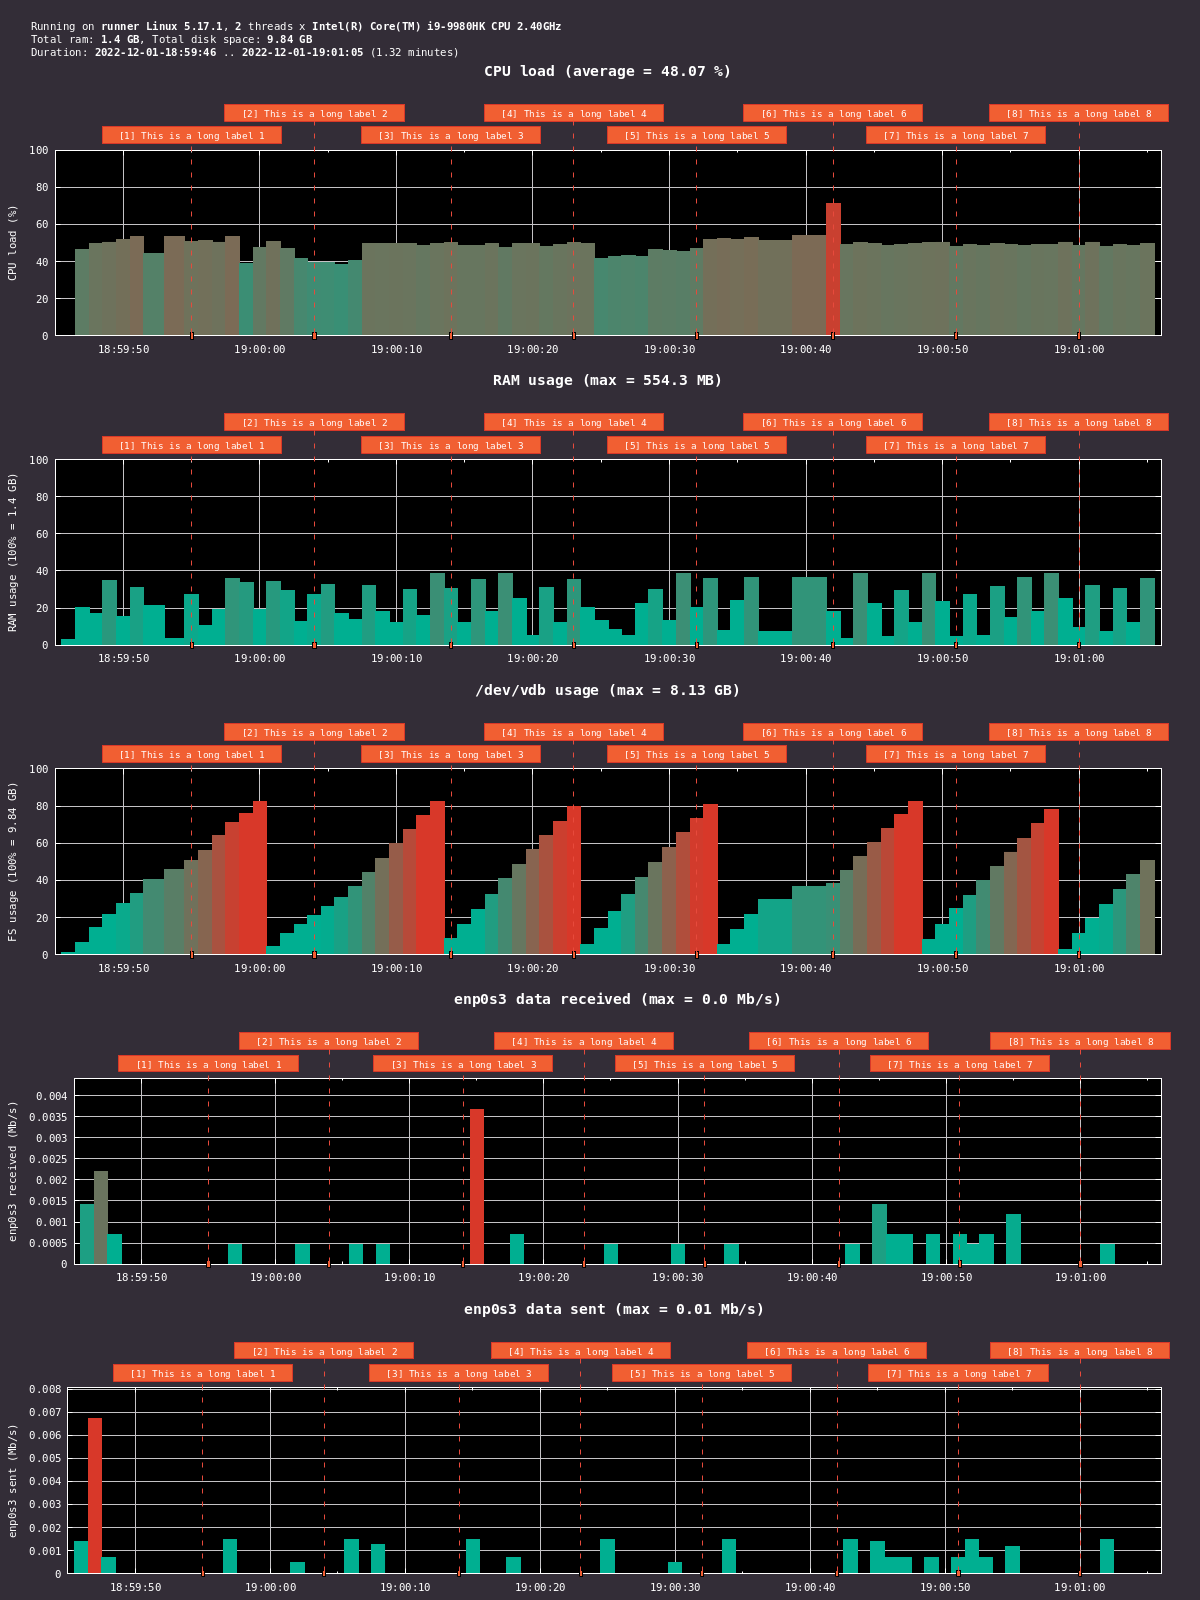 Running on runner Linux 5.17.1, 2 threads x Intel(R) Core(TM) i9-9980HK CPU 2.40GHz
Total ram: 1.4 GB, Total disk space: 9.84 GB
Duration: 2022-12-01-18:59:46 .. 2022-12-01-19:01:05 (1.32 minutes)
CPU load (average = 48.07 %)
[2] This is a long label 2
[4] This is a long label 4
[6] This is a long label 6
[8] This is a long label 8
[1] This is a long label 1
[3] This is a long label 3
[5] This is a long label 5
[7] This is a long label 7
CPU load (%)
100
80
60
40
20
0
18:59:50
19:00:00
19:00:10
19:00:20
19:00:30
19:00:40
19:00:50
19:01:00
RAM usage (max = 554.3 MB)
[2] This is a long label 2
[4] This is a long label 4
[6] This is a long label 6
[8] This is a long label 8
[1] This is a long label 1
[3] This is a long label 3
[5] This is a long label 5
[7] This is a long label 7
RAM usage (100% = 1.4 GB)
100
80
60
40
20
0
18:59:50
19:00:00
19:00:10
19:00:20
19:00:30
19:00:40
19:00:50
19:01:00
/dev/vdb usage (max = 8.13 GB)
[2] This is a long label 2
[4] This is a long label 4
[6] This is a long label 6
[8] This is a long label 8
[1] This is a long label 1
[3] This is a long label 3
[5] This is a long label 5
[7] This is a long label 7
FS usage (100% = 9.84 GB)
100
80
60
40
20
0
18:59:50
19:00:00
19:00:10
19:00:20
19:00:30
19:00:40
19:00:50
19:01:00
enp0s3 data received (max = 0.0 Mb/s)
[2] This is a long label 2
[4] This is a long label 4
[6] This is a long label 6
[8] This is a long label 8
[1] This is a long label 1
[3] This is a long label 3
[5] This is a long label 5
[7] This is a long label 7
enp0s3 received (Mb/s)
0.004
0.0035
0.003
0.0025
0.002
0.0015
0.001
0.0005
0
18:59:50
19:00:00
19:00:10
19:00:20
19:00:30
19:00:40
19:00:50
19:01:00
enp0s3 data sent (max = 0.01 Mb/s)
[2] This is a long label 2
[4] This is a long label 4
[6] This is a long label 6
[8] This is a long label 8
[1] This is a long label 1
[3] This is a long label 3
[5] This is a long label 5
[7] This is a long label 7
enp0s3 sent (Mb/s)
0.008
0.007
0.006
0.005
0.004
0.003
0.002
0.001
0
18:59:50
19:00:00
19:00:10
19:00:20
19:00:30
19:00:40
19:00:50
19:01:00